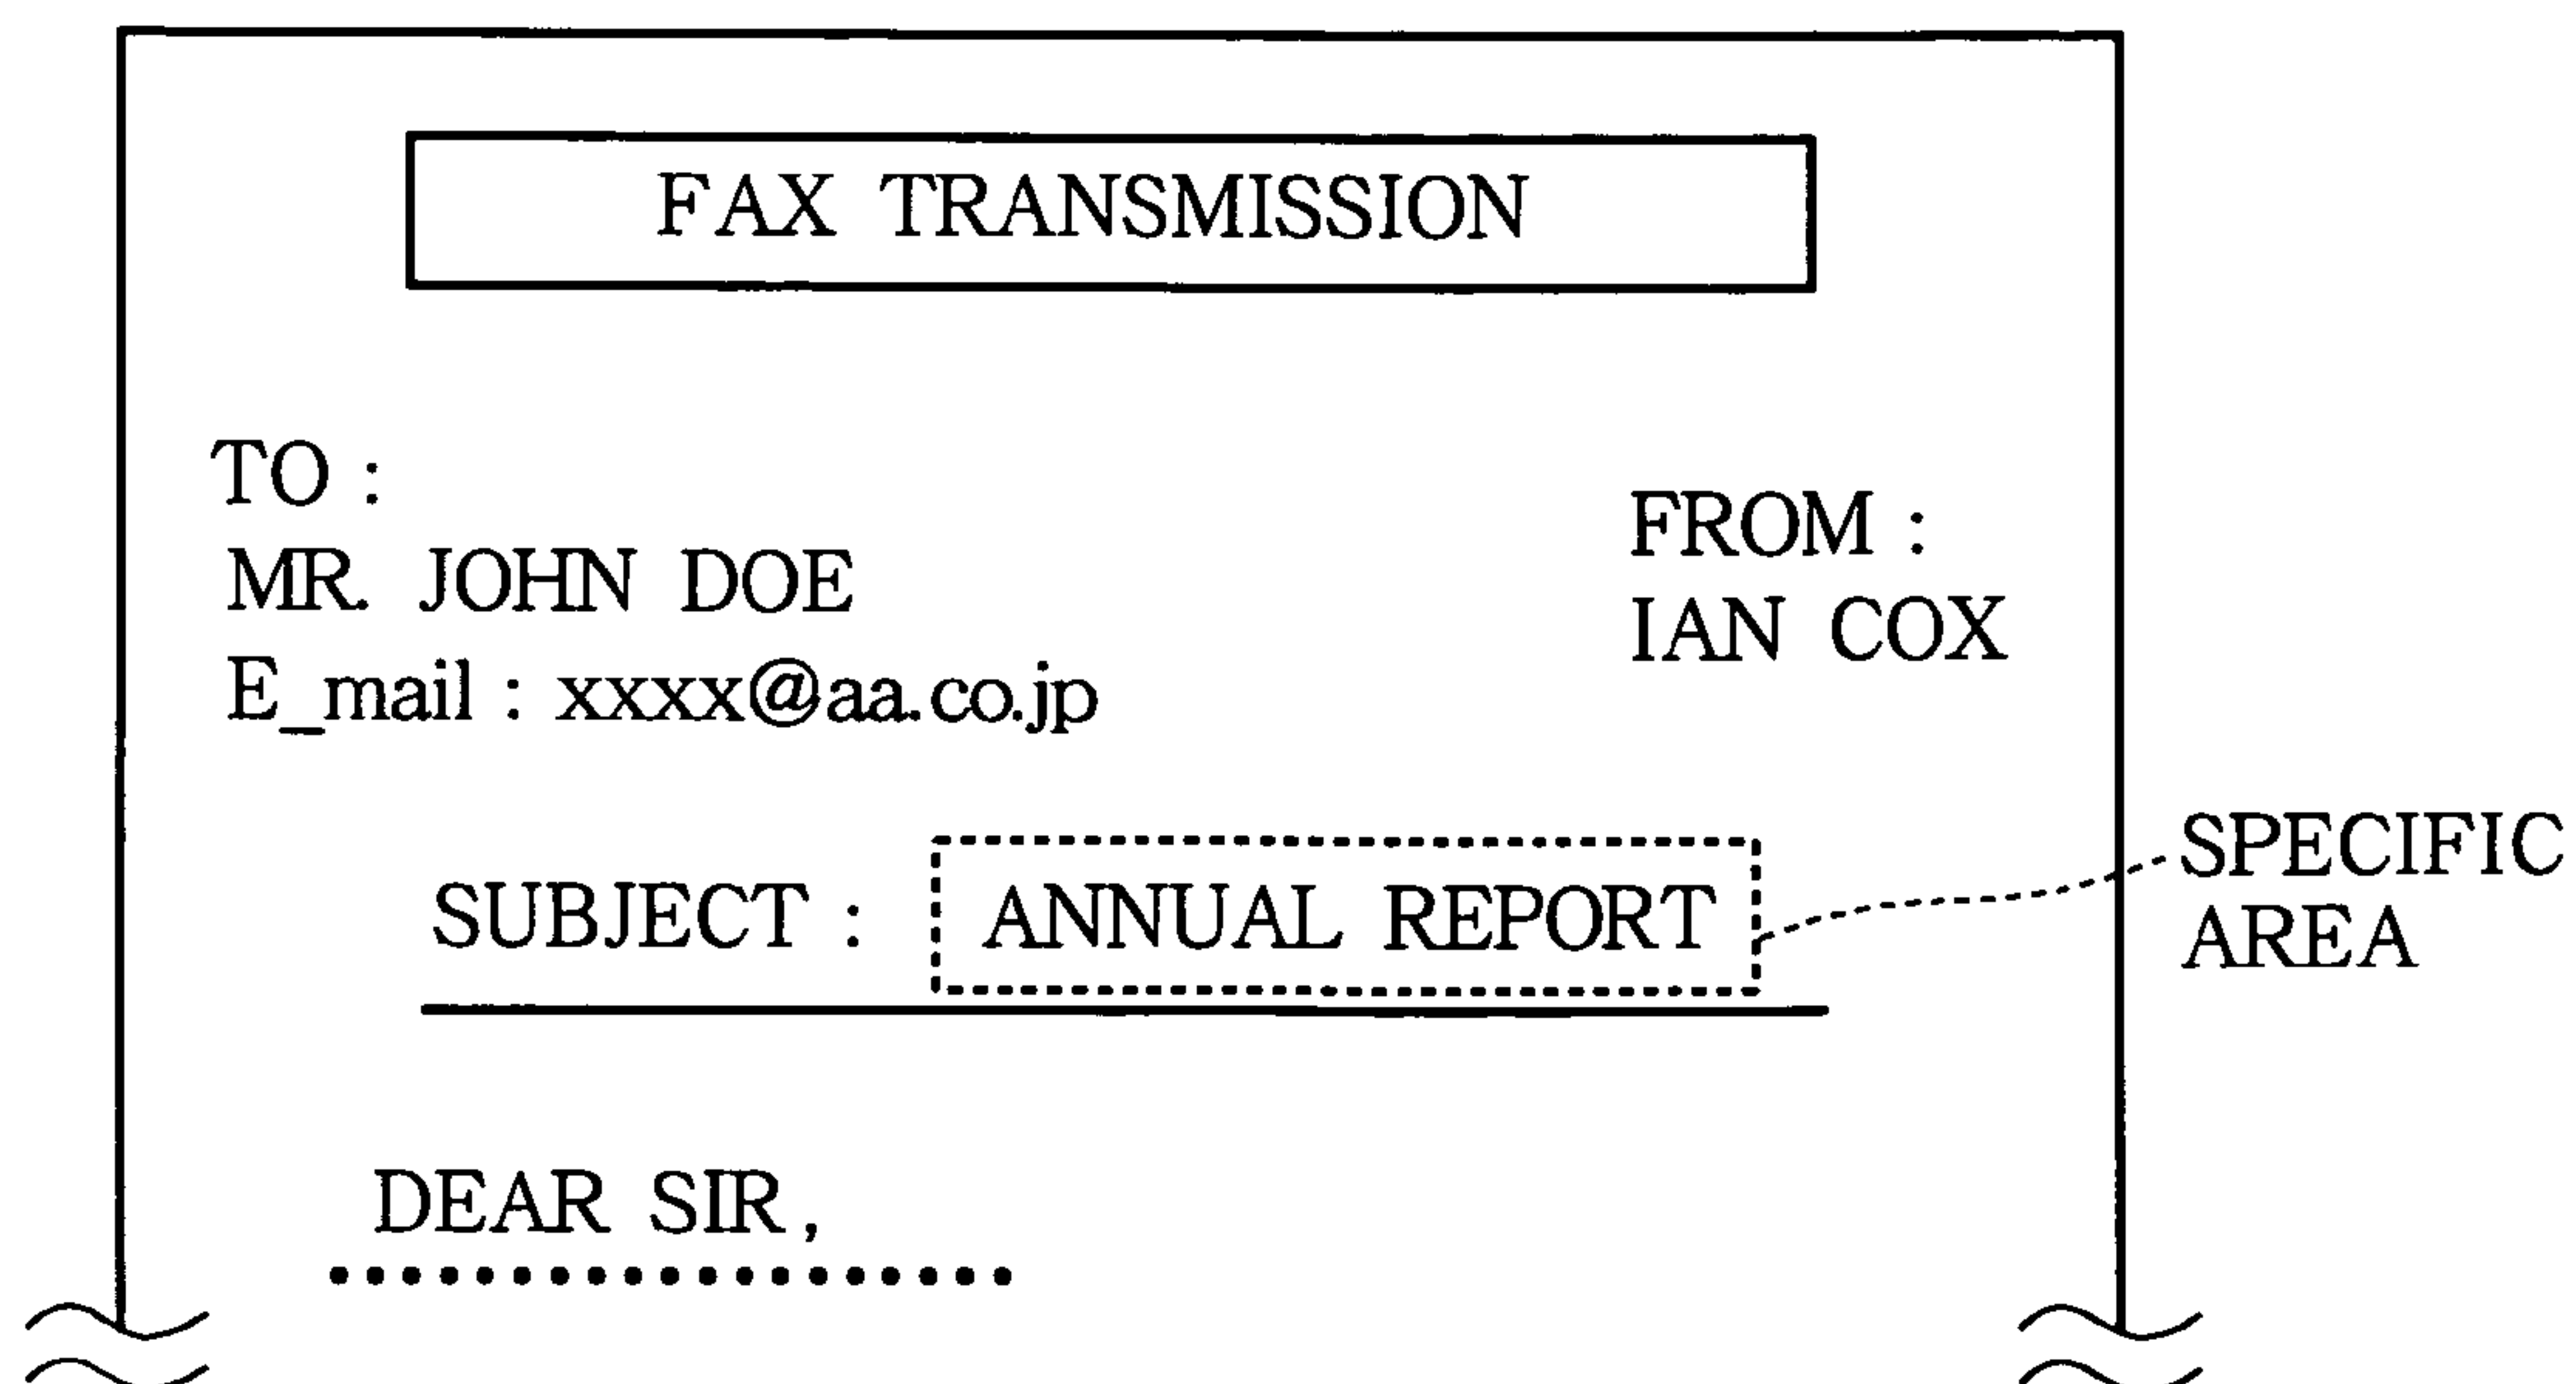 FAX TRANSMISSION
TO :
MR. JOHN DOE
E_mail : xxxx@aa.co.jp
FROM :
IAN COX
SUBJECT : ANNUAL REPORT
SPECIFIC
AREA
DEAR SIR,